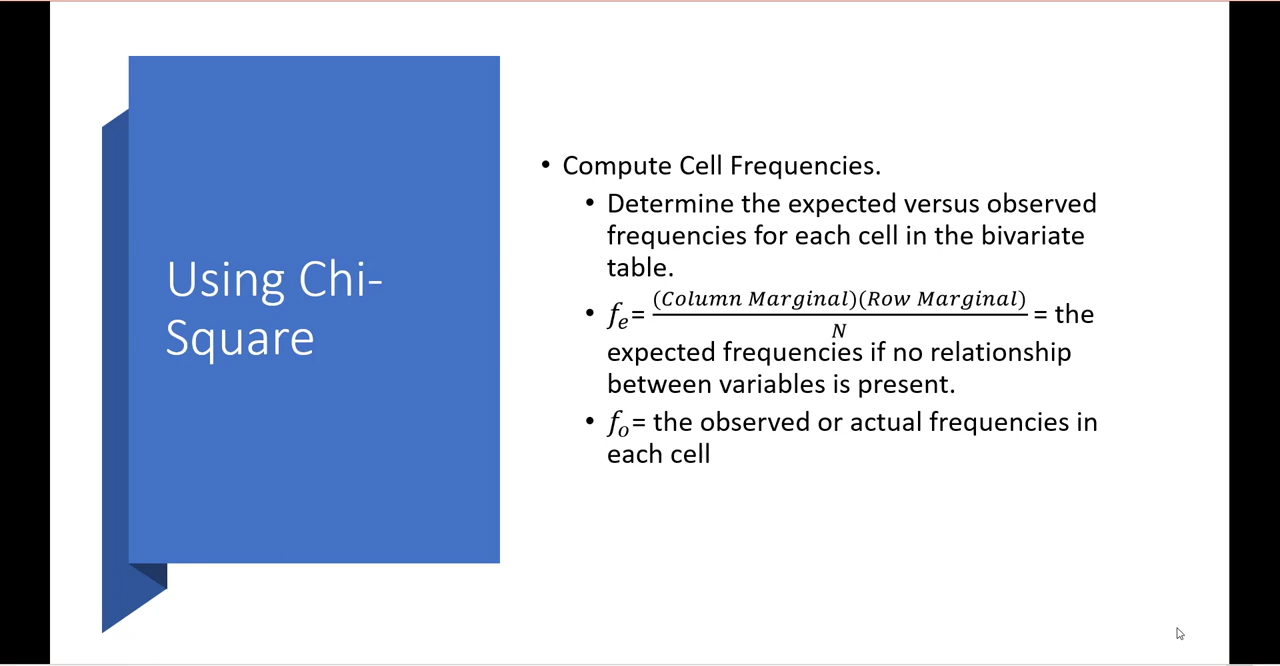 Using Chi-
Square
• Compute Cell Frequencies.
• Determine the expected versus observed
frequencies for each cell in the bivariate
table.
• fₑ= (Column Marginal)(Row Marginal) / N = the
expected frequencies if no relationship
between variables is present.
• fₒ= the observed or actual frequencies in
each cell